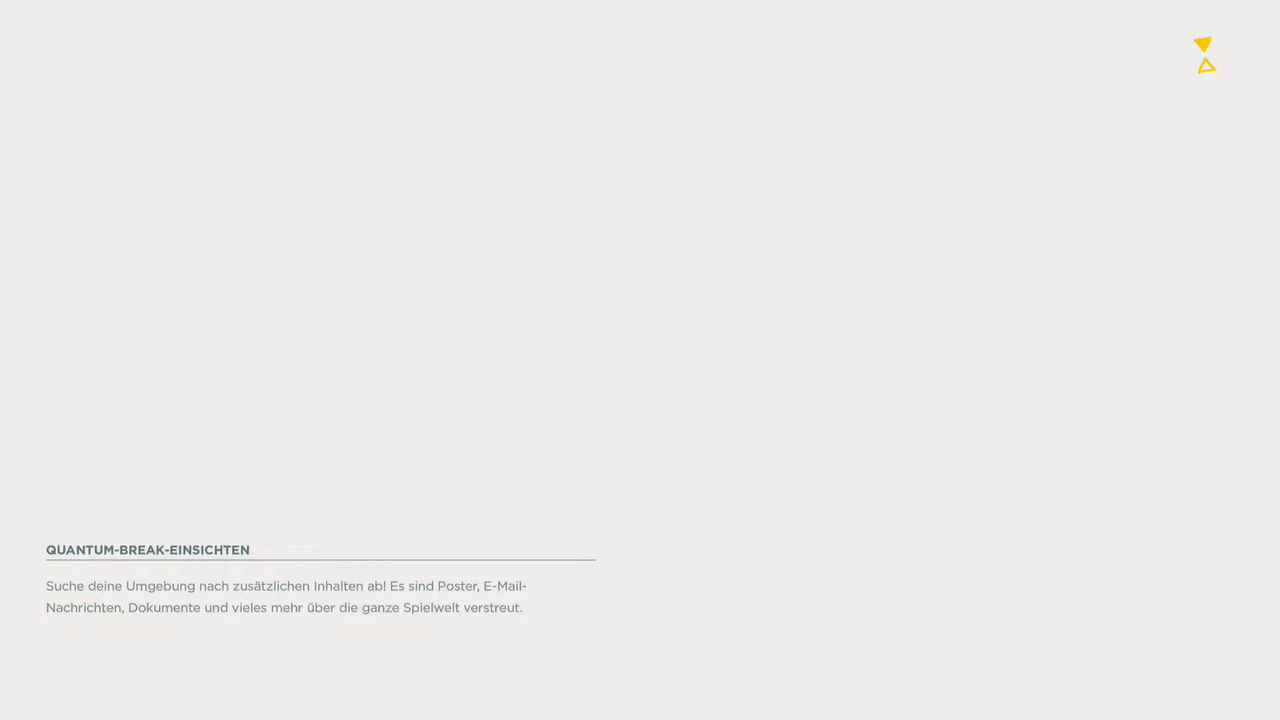 QUANTUM-BREAK-EINSICHTEN
Suche deine Umgebung nach zusätzlichen Inhalten ab! Es sind Poster, E-Mail-
Nachrichten, Dokumente und vieles mehr über die ganze Spielwelt verstreut.